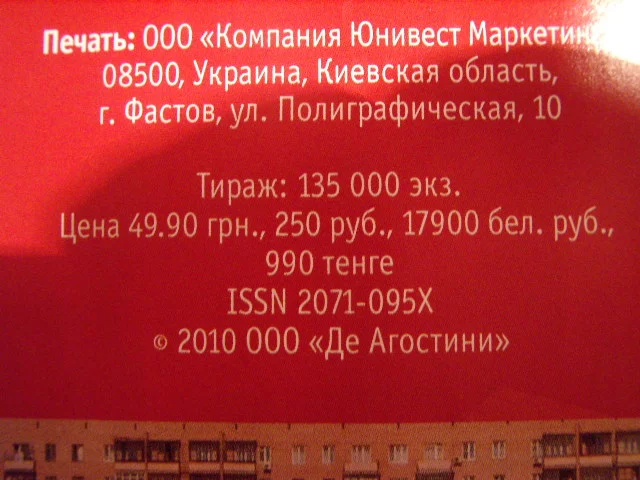 Печать: ООО «Компания Юнивест Маркетин
08500, Украина, Киевская область,
г. Фастов, ул. Полиграфическая, 10
Тираж: 135 000 экз.
Цена 49.90 грн., 250 руб., 17900 бел. руб.,
990 тенге
ISSN 2071-095X
© 2010 ООО «Де Агостини»